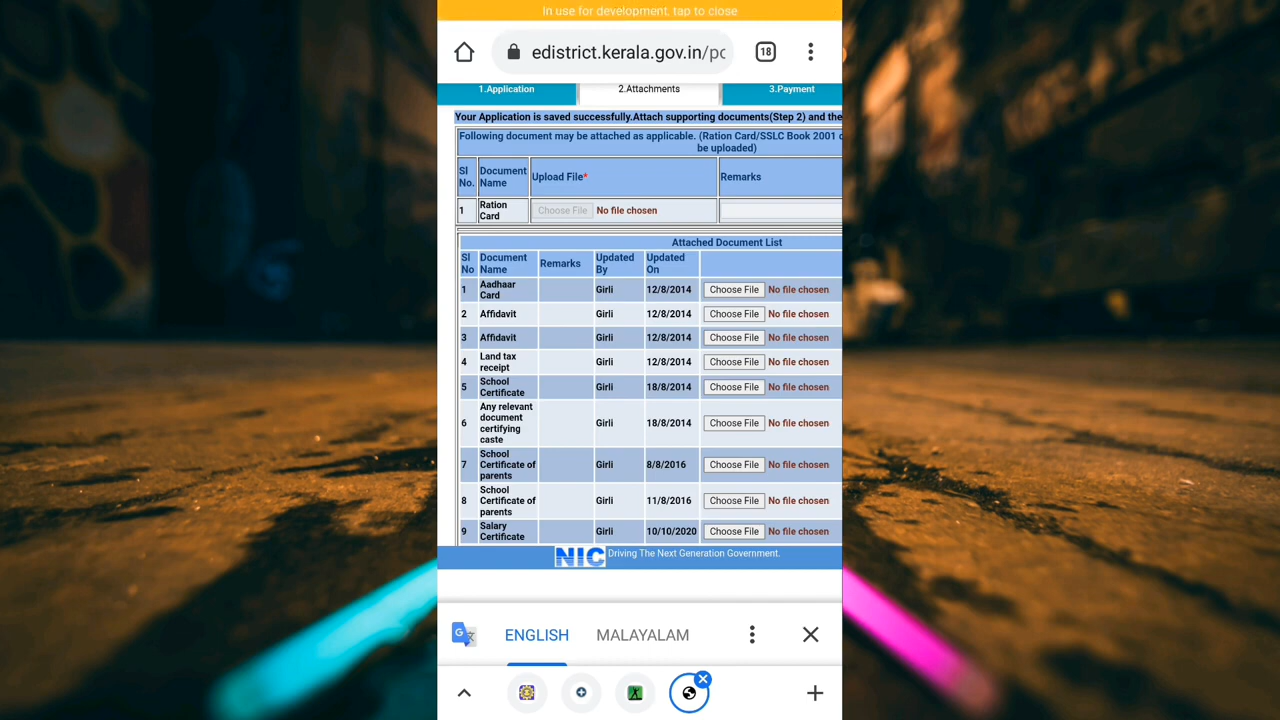 In use for development, tap to close
edistrict.kerala.gov.in/pc
18
1.Application 2.Attachments 3.Payment
Your Application is saved successfully.Attach supporting documents(Step 2) and the
Following document may be attached as applicable. (Ration Card/SSLC Book 2001
be uploaded)
Sl No. Document Name Upload File* Remarks
1 Ration Card Choose File No file chosen
Attached Document List
Sl No Document Name Remarks Updated By Updated On
1 Aadhaar Card Girli 12/8/2014 Choose File No file chosen
2 Affidavit Girli 12/8/2014 Choose File No file chosen
3 Affidavit Girli 12/8/2014 Choose File No file chosen
4 Land tax receipt Girli 12/8/2014 Choose File No file chosen
5 School Certificate Girli 18/8/2014 Choose File No file chosen
6 Any relevant document certifying caste Girli 18/8/2014 Choose File No file chosen
7 School Certificate of parents Girli 8/8/2016 Choose File No file chosen
8 School Certificate of parents Girli 11/8/2016 Choose File No file chosen
9 Salary Certificate Girli 10/10/2020 Choose File No file chosen
NIC Driving The Next Generation Government.
ENGLISH MALAYALAM